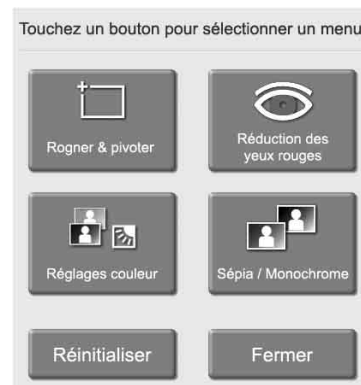 Touchez un bouton pour sélectionner un menu
Rogner & pivoter
Réduction des
yeux rouges
Réglages couleur
Sépia / Monochrome
Réinitialiser
Fermer